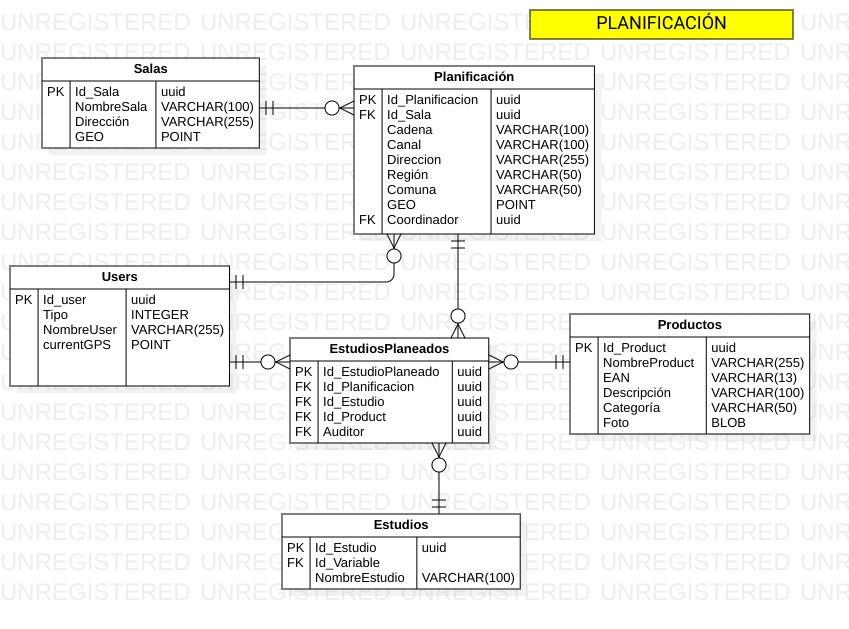 PLANIFICACIÓN
Salas
PK Id_Sala uuid
NombreSala VARCHAR(100)
Dirección VARCHAR(255)
GEO POINT
Planificación
PK Id_Planificacion uuid
FK Id_Sala uuid
Cadena VARCHAR(100)
Canal VARCHAR(100)
Direccion VARCHAR(255)
Región VARCHAR(50)
Comuna VARCHAR(50)
GEO POINT
FK Coordinador uuid
Users
PK Id_user uuid
Tipo INTEGER
NombreUser VARCHAR(255)
currentGPS POINT
EstudiosPlaneados
PK Id_EstudioPlaneado uuid
FK Id_Planificacion uuid
FK Id_Estudio uuid
FK Id_Product uuid
FK Auditor uuid
Productos
PK Id_Product uuid
NombreProduct VARCHAR(255)
EAN VARCHAR(13)
Descripción VARCHAR(100)
Categoría VARCHAR(50)
Foto BLOB
Estudios
PK Id_Estudio uuid
FK Id_Variable
NombreEstudio VARCHAR(100)
UNREGISTERED